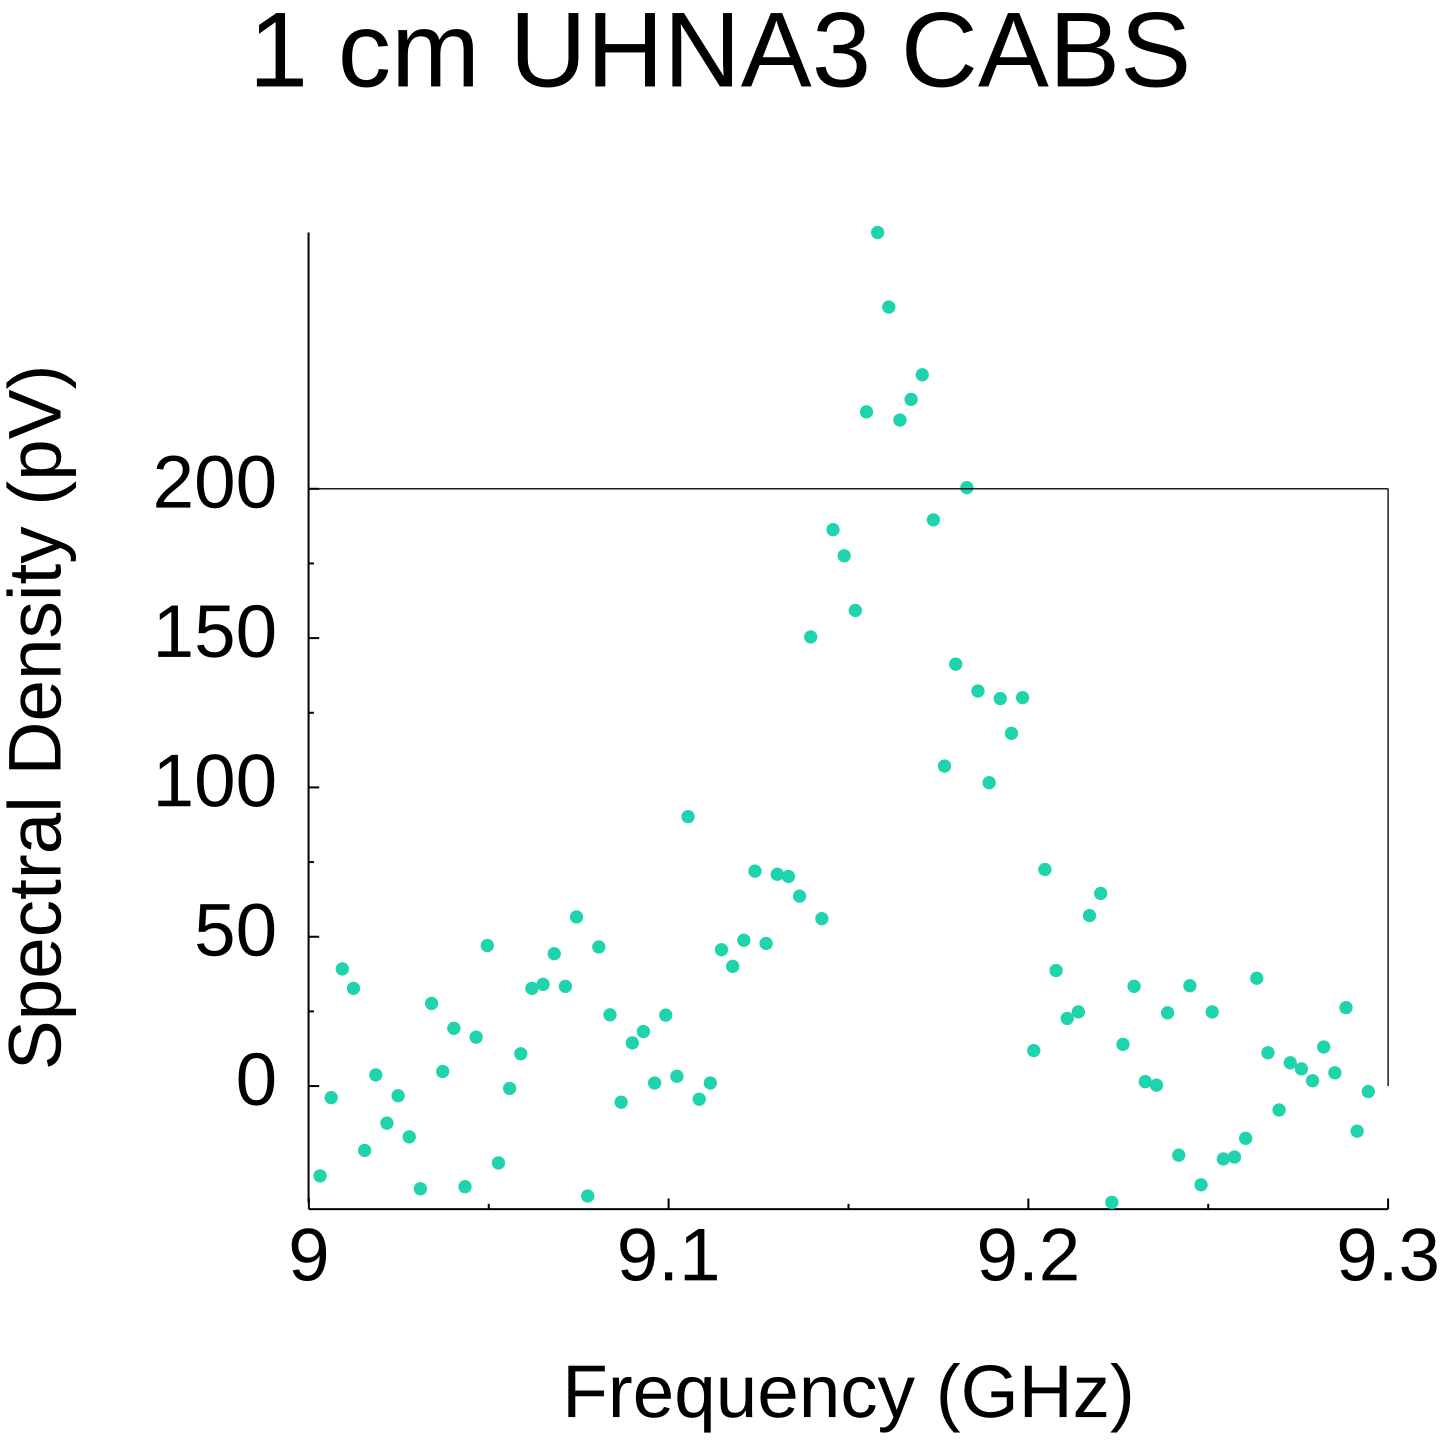 1 cm UHNA3 CABS
Spectral Density (pV)
200
150
100
50
0
9 9.1 9.2 9.3
Frequency (GHz)